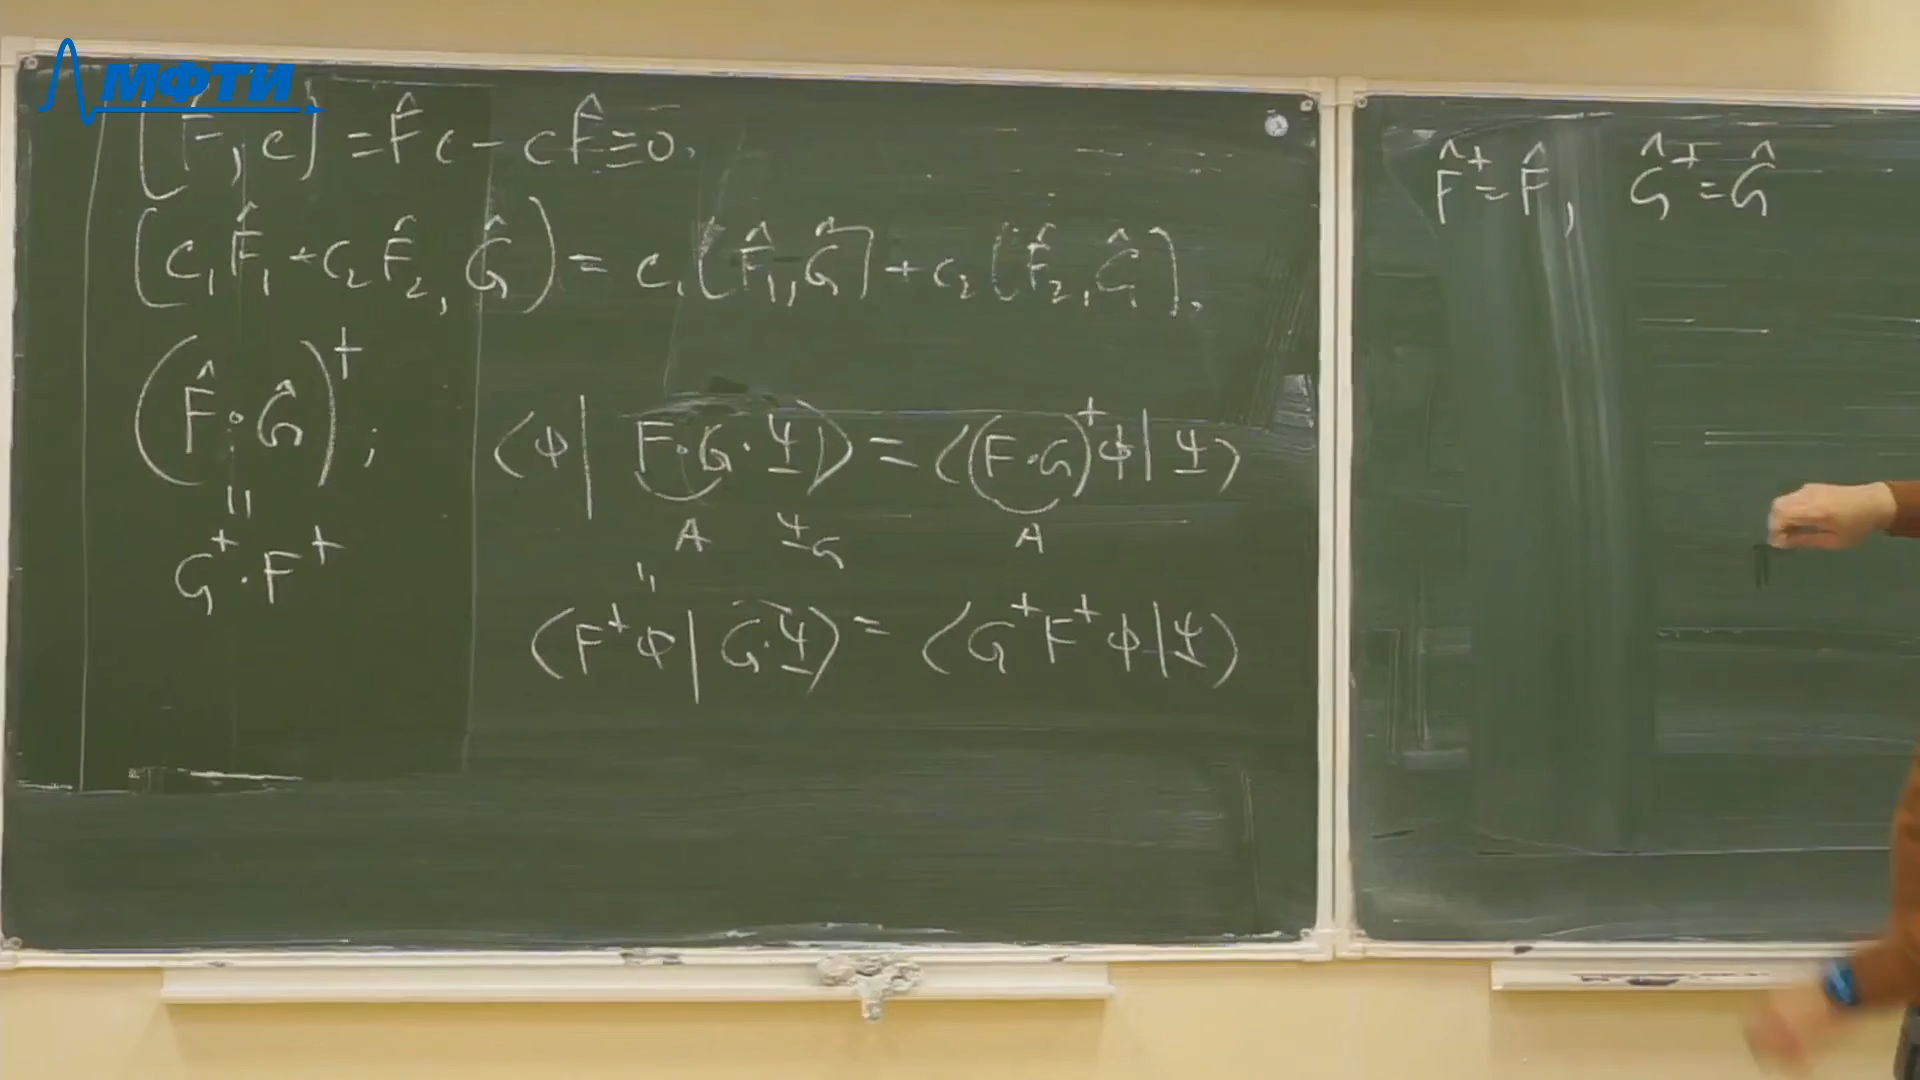 МФТИ
[F̂, c] = F̂c − cF̂ ≡ 0.
[c₁F̂₁ + c₂F̂₂, Ĝ] = c₁[F̂₁, Ĝ] + c₂[F̂₂, Ĝ].
(F̂·Ĝ)⁺;
"
G⁺·F⁺
⟨Φ| F·G·Ψ⟩ = ⟨(F·G)⁺Φ|Ψ⟩
A Ψ_G A
"
⟨F⁺Φ|G·Ψ⟩ = ⟨G⁺F⁺Φ|Ψ⟩
F̂⁺ = F̂, Ĝ⁺ = Ĝ